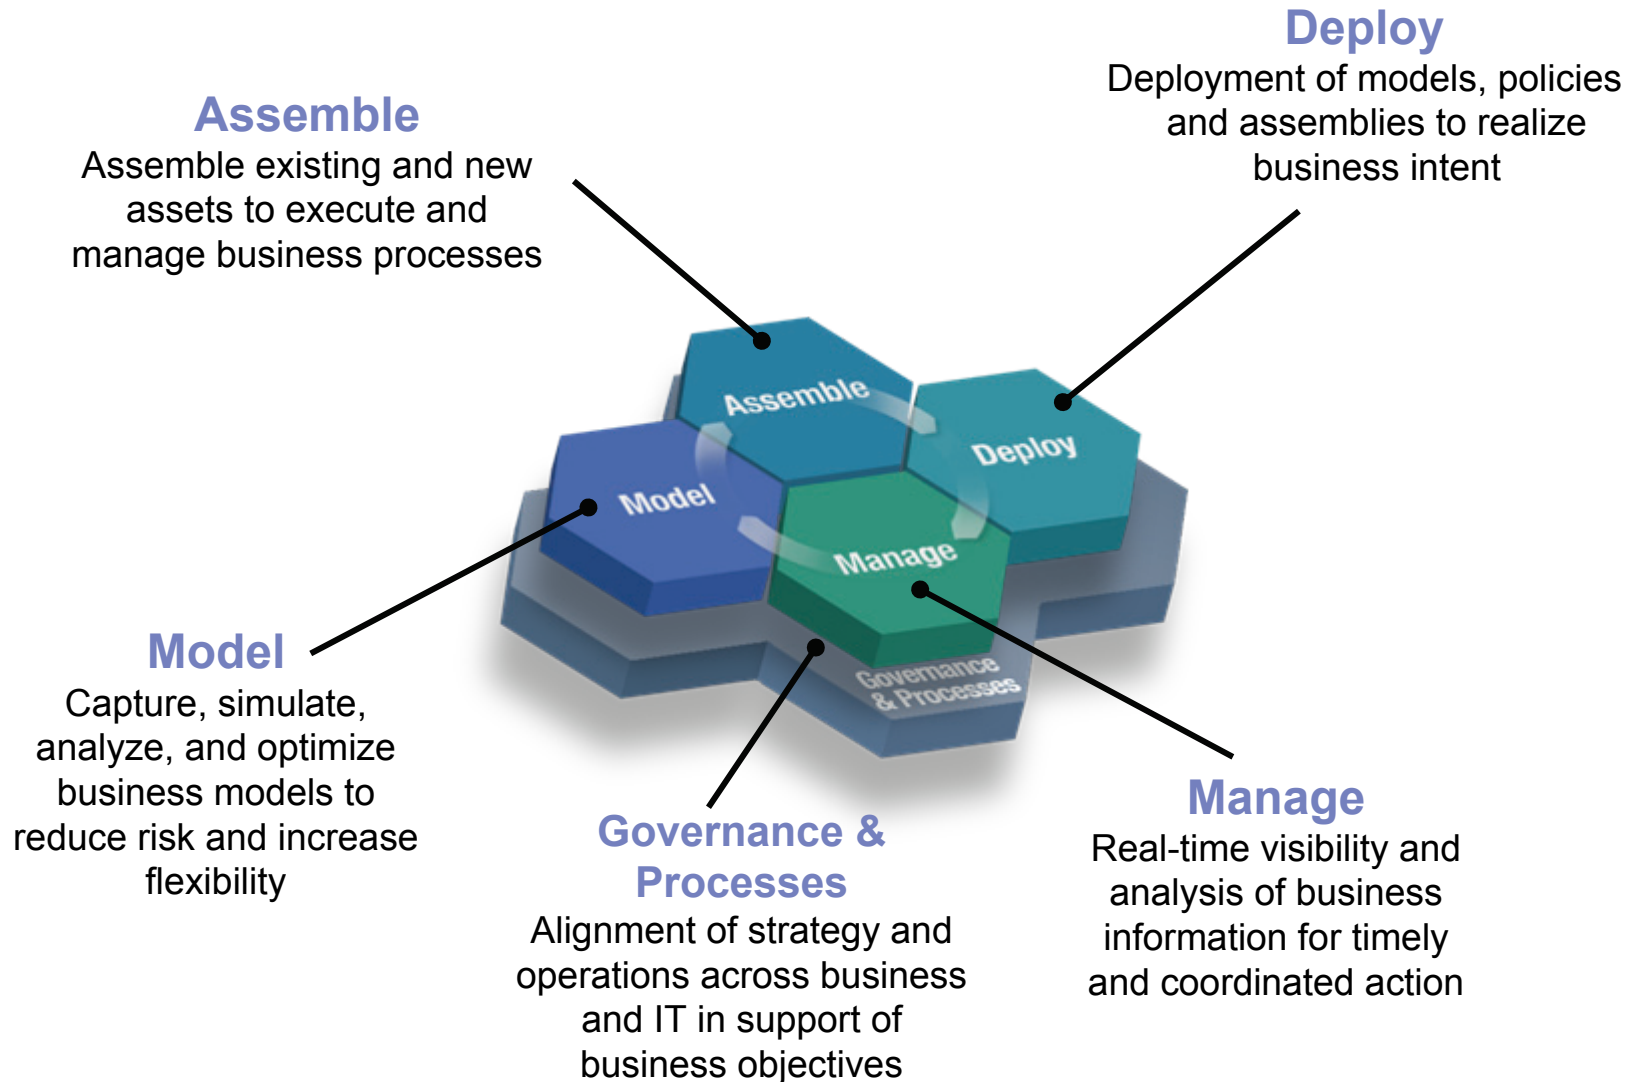 Deploy
Deployment of models, policies
and assemblies to realize
business intent
Assemble
Assemble existing and new
assets to execute and
manage business processes
Assemble
Deploy
Model
Manage
Governance
& Processes
Model
Capture, simulate,
analyze, and optimize
business models to
reduce risk and increase
flexibility
Governance &
Processes
Alignment of strategy and
operations across business
and IT in support of
business objectives
Manage
Real-time visibility and
analysis of business
information for timely
and coordinated action